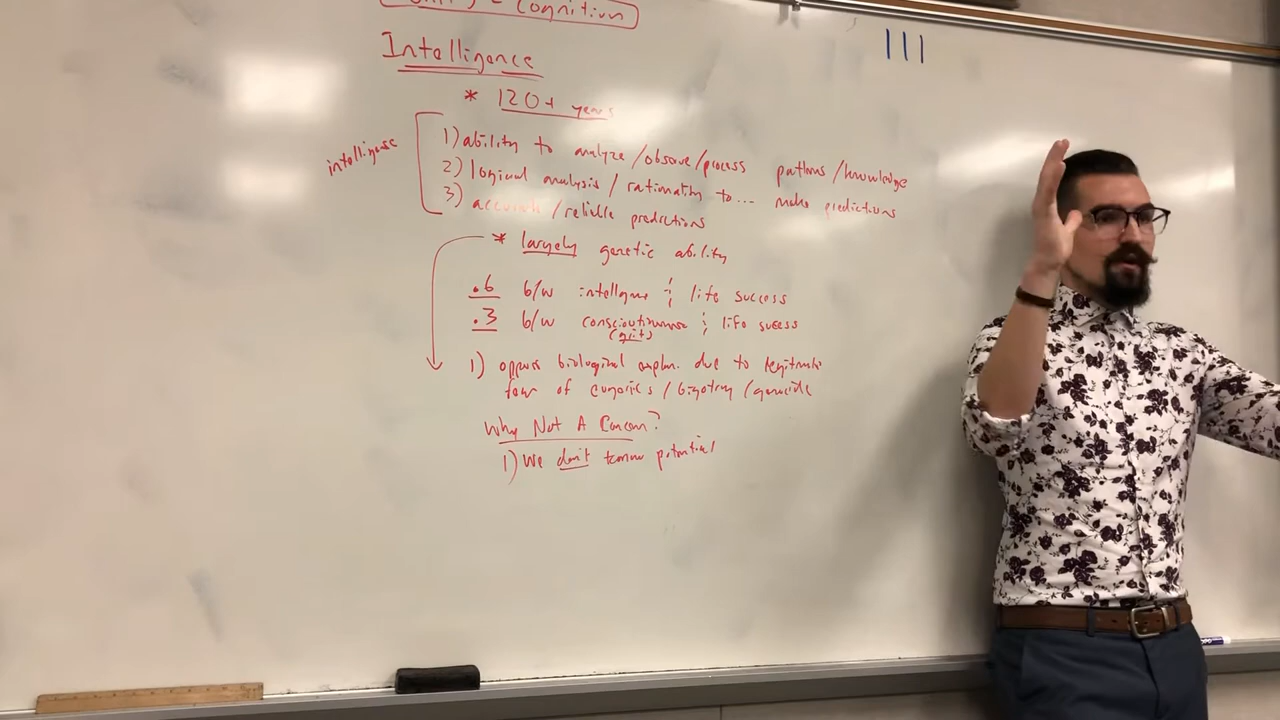 Cognition
Intelligence
* 120+ years
intelligence
1) ability to analyze/observe/process patterns/knowledge
2) logical analysis / rationality to... make predictions
3) accurate/reliable predictions
* largely genetic ability
.6 b/w intelligence & life success
.3 b/w & life success
(grit)
1) oppose biological explan. due to legitimate
fear of eugenics / bigotry / genocide
Why Not A Concern?
1) We don't know potential
111